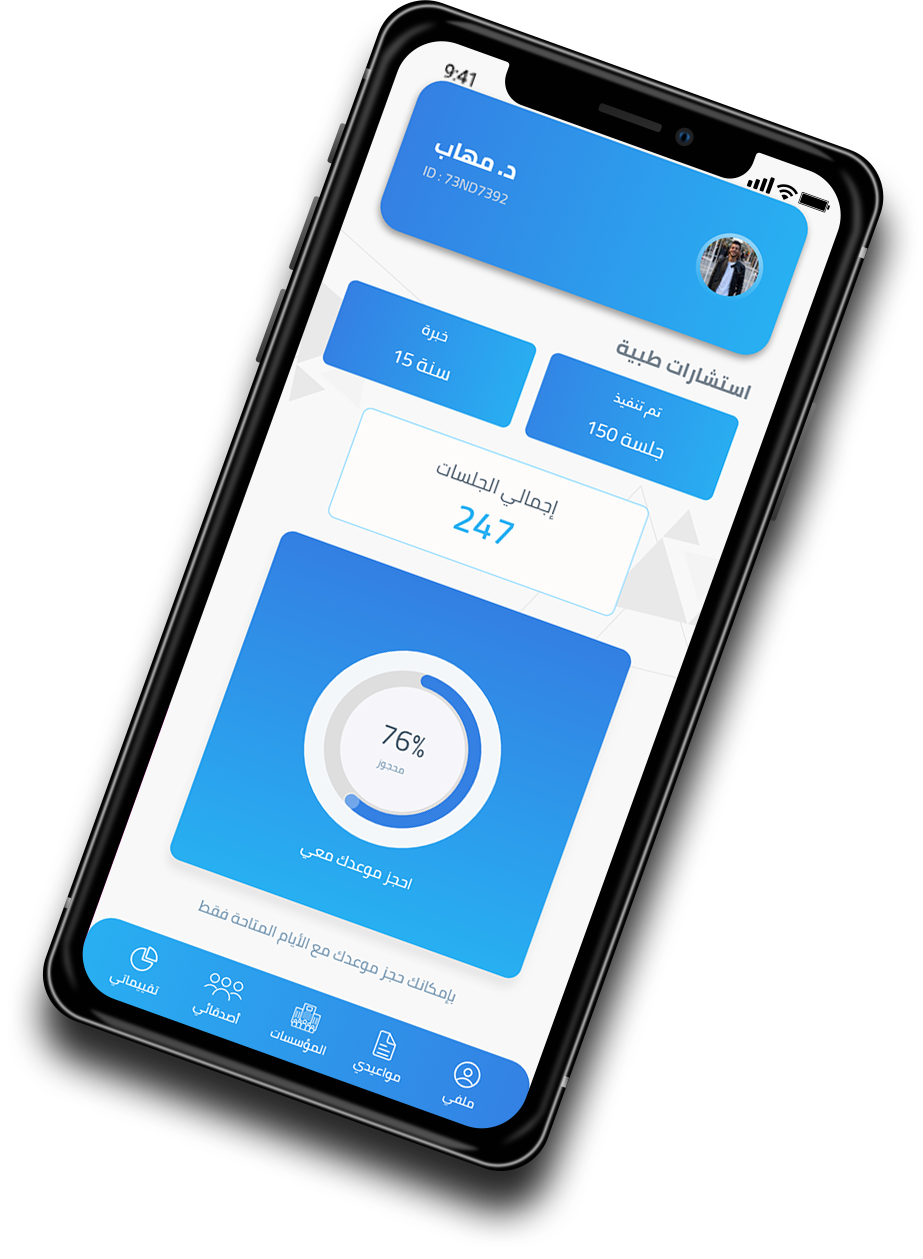 9:41
د. مهاب
ID : 73ND7392
استشارات طبية
تم تنفيذ
150 جلسة
خبرة
15 سنة
إجمالي الجلسات
247
76%
محجوز
احجز موعدك معي
بإمكانك حجز موعدك مع الأيام المتاحة فقط
ملفي
مواعيدي
المؤسسات
أصدقائي
تقييماتي